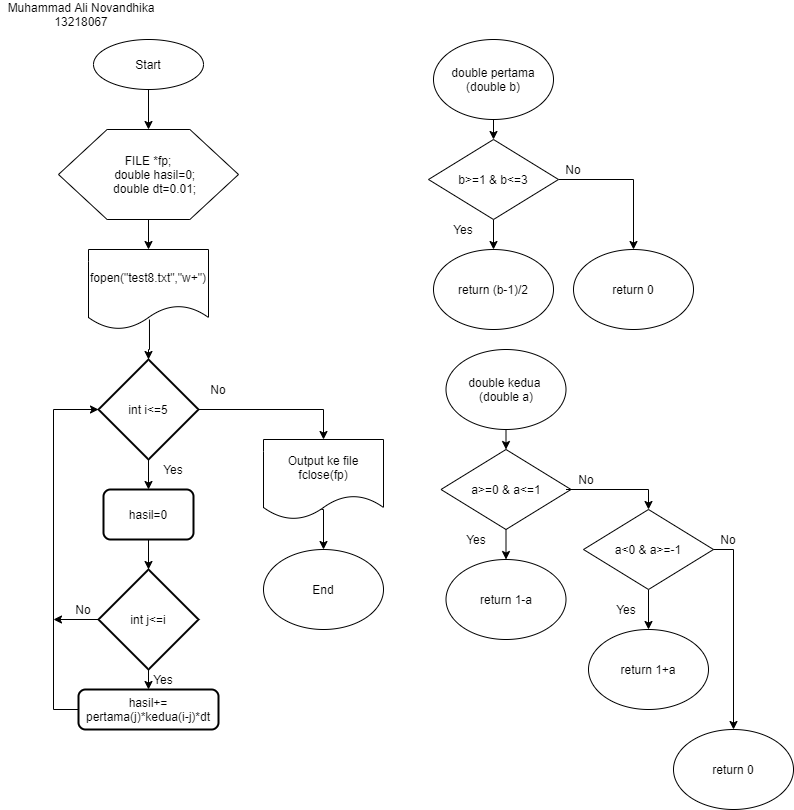 Muhammad Ali Novandhika
13218067
Start
FILE *fp;
double hasil=0;
double dt=0.01;
fopen("test8.txt","w+")
int i<=5
No
Yes
Output ke file
fclose(fp)
hasil=0
End
int j<=i
No
Yes
hasil+=
pertama(j)*kedua(i-j)*dt
double pertama
(double b)
b>=1 & b<=3
No
Yes
return (b-1)/2
return 0
double kedua
(double a)
a>=0 & a<=1
No
Yes
return 1-a
a<0 & a>=-1
No
Yes
return 1+a
return 0